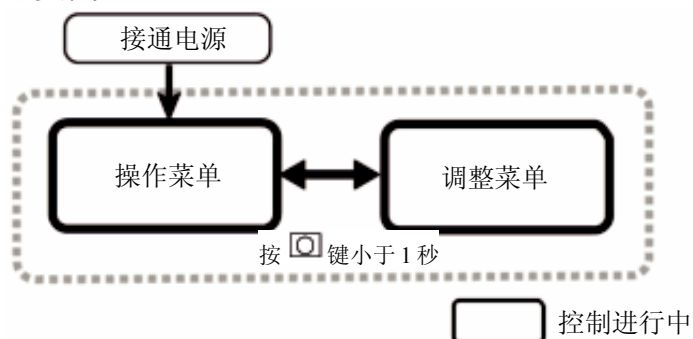 接通电源
操作菜单
调整菜单
按 键小于 1 秒
控制进行中